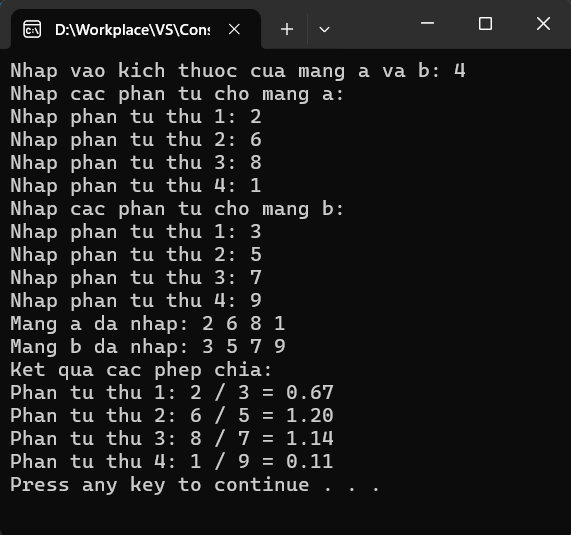 D:\Workplace\VS\Cons
Nhap vao kich thuoc cua mang a va b: 4
Nhap cac phan tu cho mang a:
Nhap phan tu thu 1: 2
Nhap phan tu thu 2: 6
Nhap phan tu thu 3: 8
Nhap phan tu thu 4: 1
Nhap cac phan tu cho mang b:
Nhap phan tu thu 1: 3
Nhap phan tu thu 2: 5
Nhap phan tu thu 3: 7
Nhap phan tu thu 4: 9
Mang a da nhap: 2 6 8 1
Mang b da nhap: 3 5 7 9
Ket qua cac phep chia:
Phan tu thu 1: 2 / 3 = 0.67
Phan tu thu 2: 6 / 5 = 1.20
Phan tu thu 3: 8 / 7 = 1.14
Phan tu thu 4: 1 / 9 = 0.11
Press any key to continue . . .